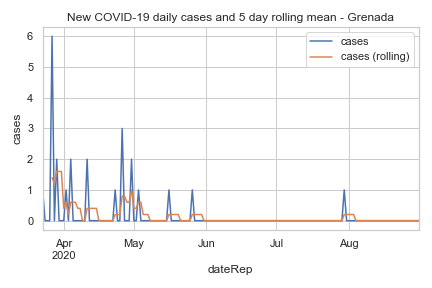 New COVID-19 daily cases and 5 day rolling mean - Grenada
cases
cases (rolling)
6
5
4
3
2
1
0
cases
Apr
2020
May
Jun
Jul
Aug
dateRep